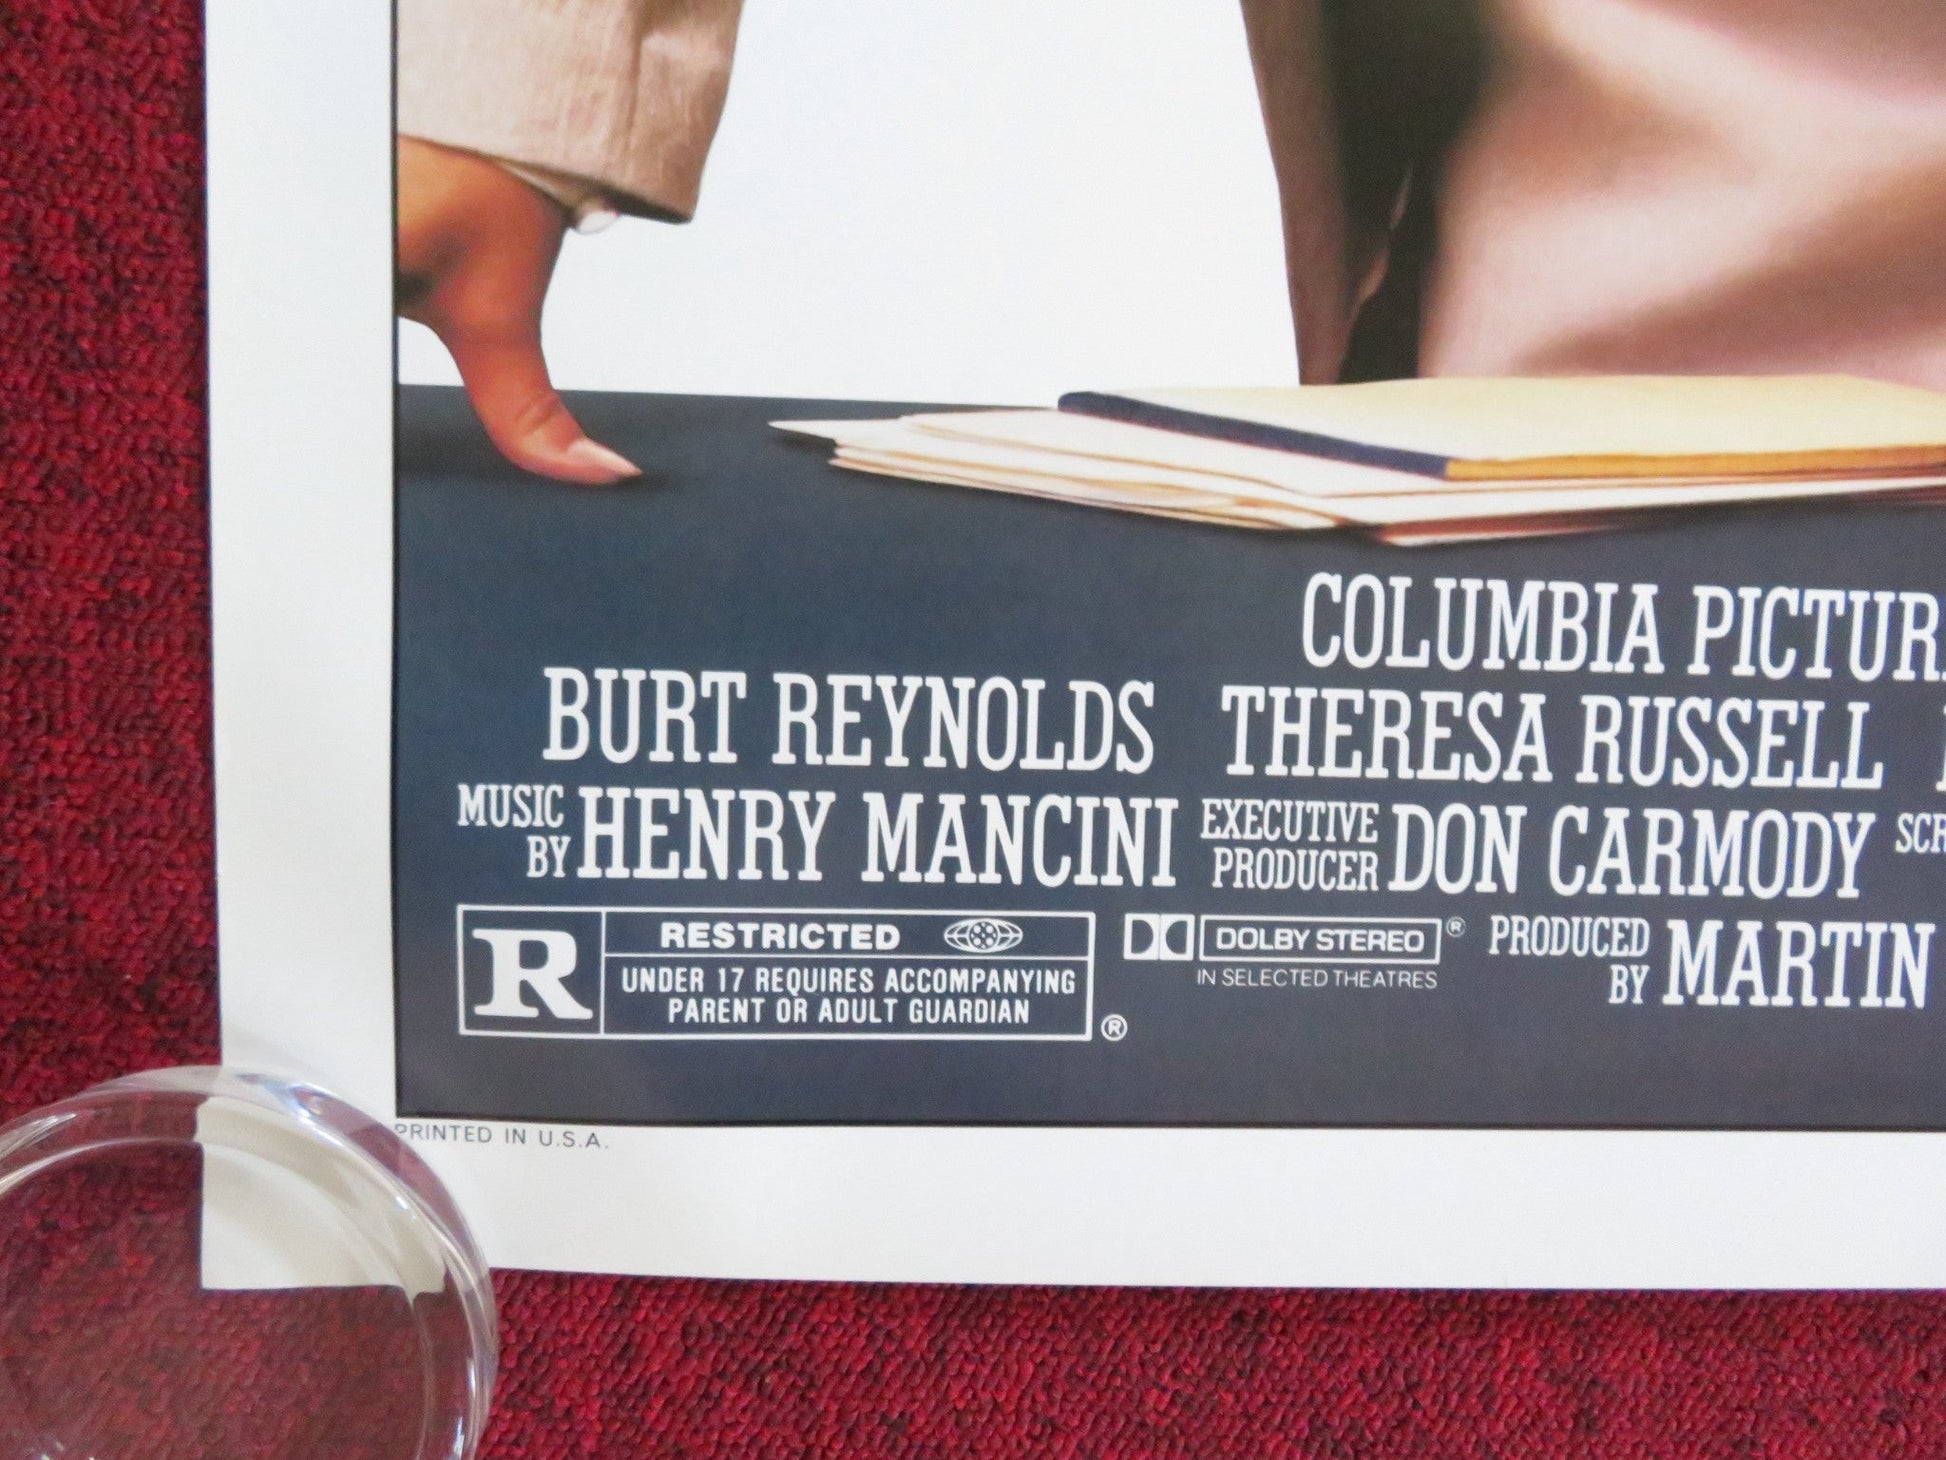 COLUMBIA PICTUR
BURT REYNOLDS THERESA RUSSELL
MUSIC BY HENRY MANCINI EXECUTIVE PRODUCER DON CARMODY SCR
R RESTRICTED
UNDER 17 REQUIRES ACCOMPANYING
PARENT OR ADULT GUARDIAN ®
DOLBY STEREO ®
IN SELECTED THEATRES
PRODUCED BY MARTIN
PRINTED IN U.S.A.